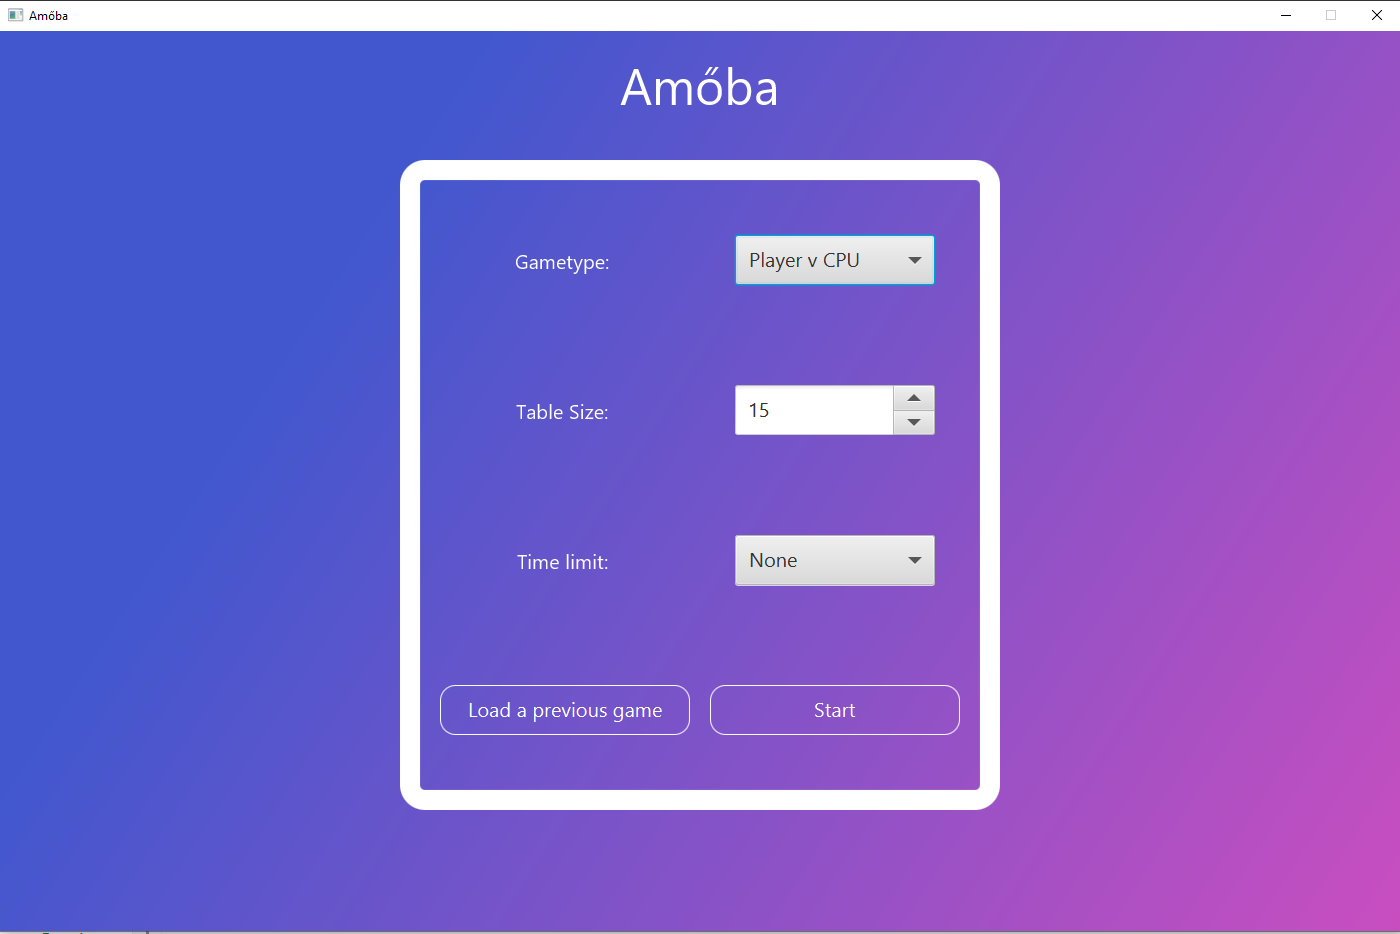 Amőba
Amőba
Gametype:
Player v CPU
Table Size:
15
Time limit:
None
Load a previous game
Start